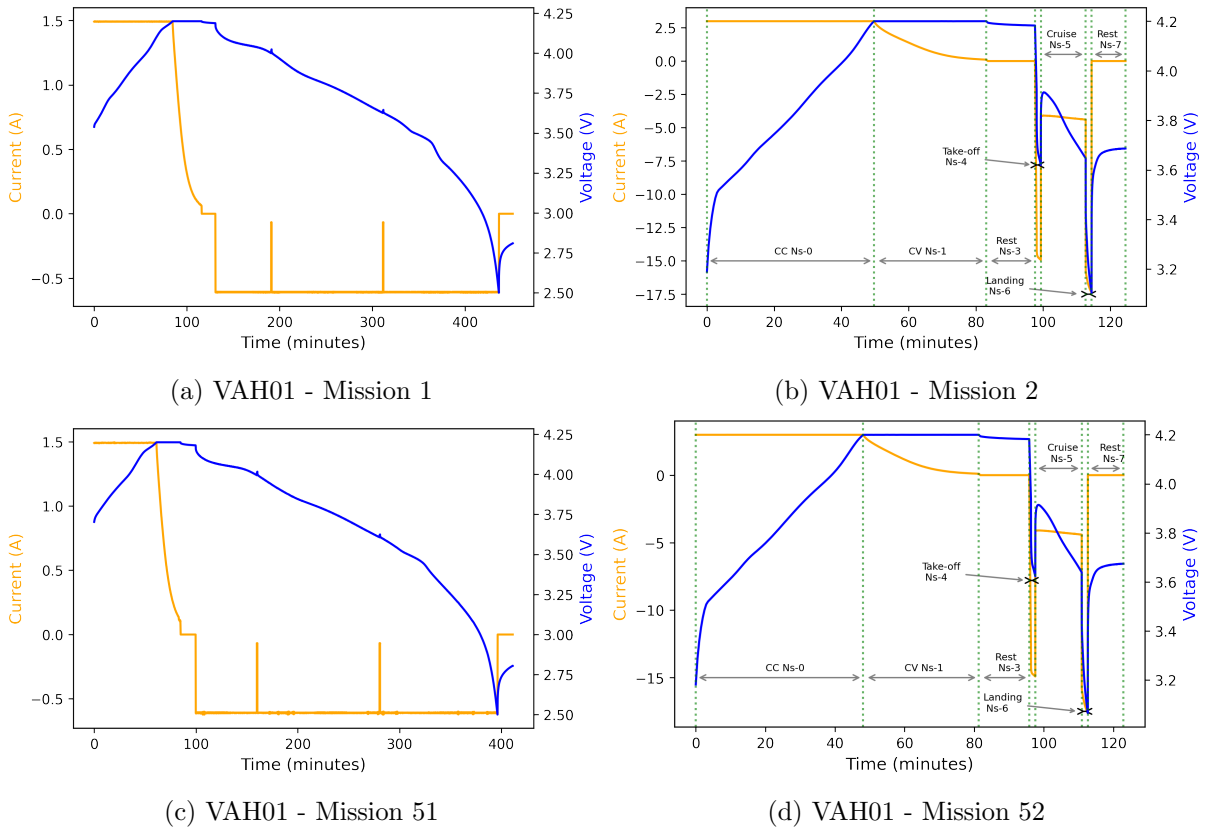 1.5
1.0
0.5
0.0
−0.5
Current (A)
0
100
200
300
400
Time (minutes)
4.20
4.00
3.75
3.50
3.25
3.00
2.75
2.50
Voltage (V)
(a) VAH01 - Mission 1
2.5
0.0
−2.5
−5.0
−7.5
−10.0
−12.5
−15.0
−17.5
Current (A)
0
20
40
60
80
100
120
Time (minutes)
4.2
4.0
3.8
3.6
3.4
3.2
Voltage (V)
CC Ns-0
CV Ns-1
Rest
Ns-3
Take-off
Ns-4
Cruise
Ns-5
Landing
Ns-6
Rest
Ns-7
(b) VAH01 - Mission 2
1.5
1.0
0.5
0.0
−0.5
Current (A)
0
100
200
300
400
Time (minutes)
4.20
4.00
3.75
3.50
3.25
3.00
2.75
2.50
Voltage (V)
(c) VAH01 - Mission 51
0
−5
−10
−15
Current (A)
0
20
40
60
80
100
120
Time (minutes)
4.2
4.0
3.8
3.6
3.4
3.2
Voltage (V)
CC Ns-0
CV Ns-1
Rest
Ns-3
Take-off
Ns-4
Cruise
Ns-5
Landing
Ns-6
Rest
Ns-7
(d) VAH01 - Mission 52